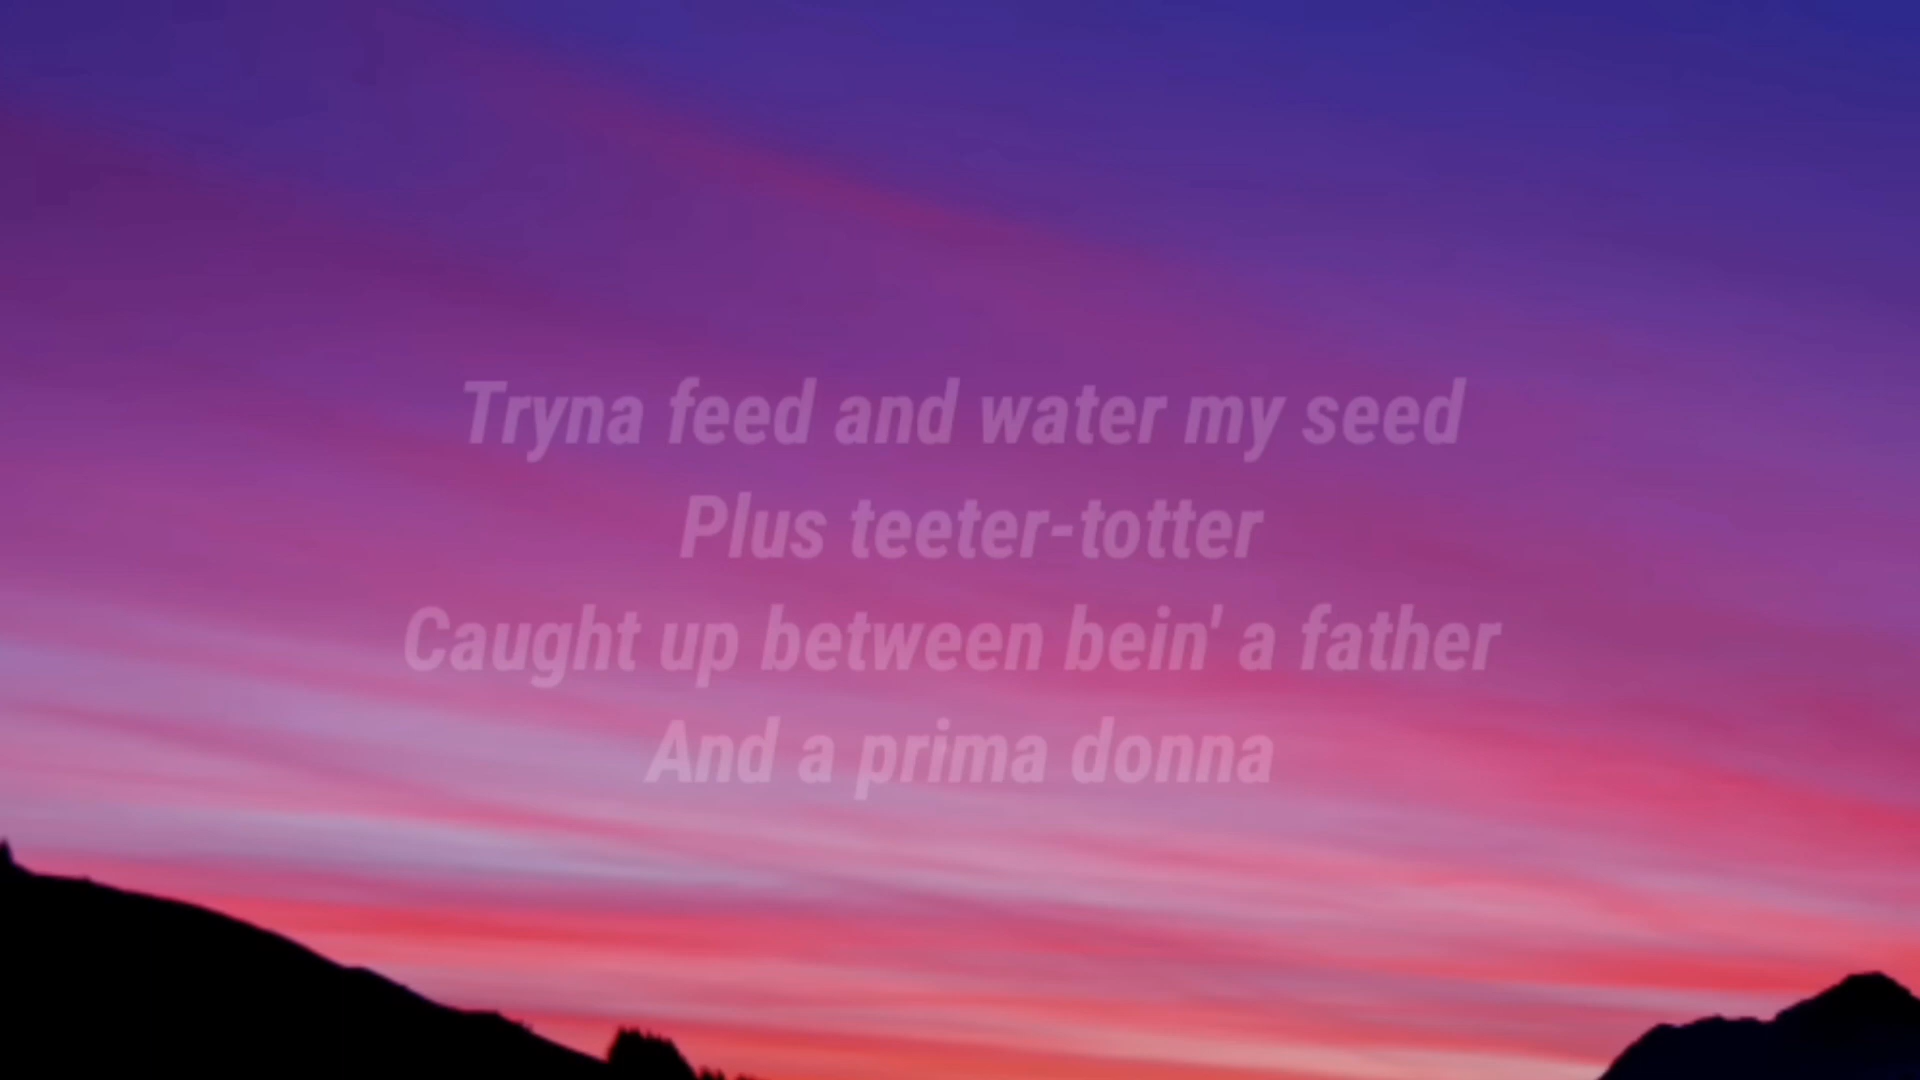 Tryna feed and water my seed
Plus teeter-totter
Caught up between bein' a father
And a prima donna